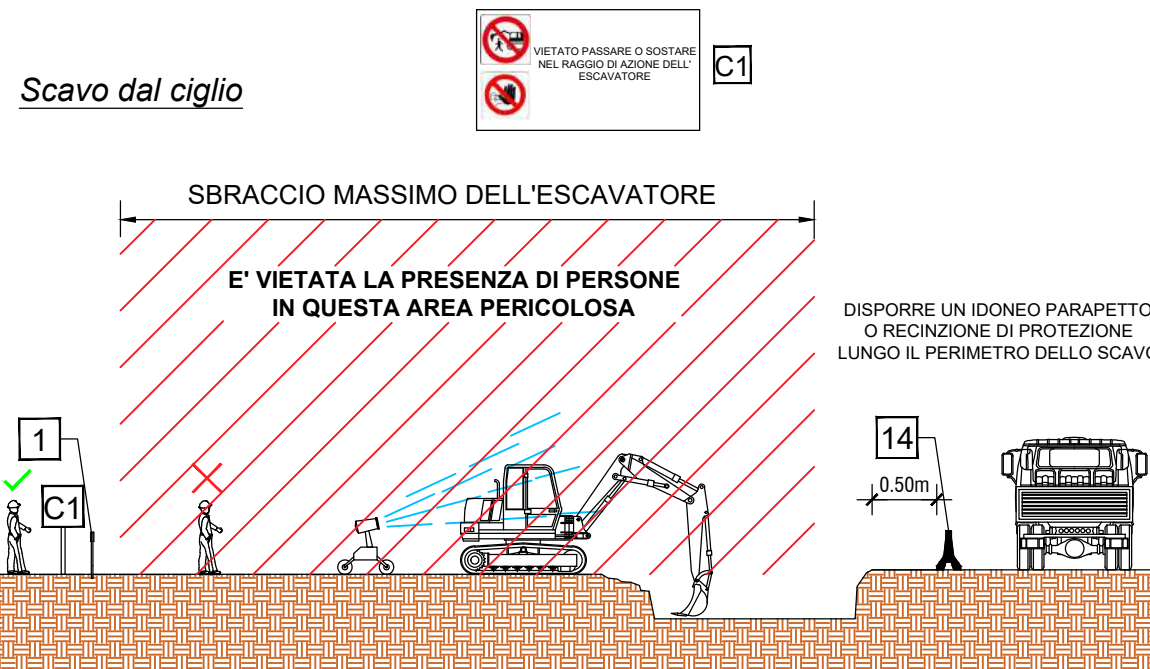 VIETATO PASSARE O SOSTARE
NEL RAGGIO DI AZIONE DELL'
ESCAVATORE
C1
Scavo dal ciglio
SBRACCIO MASSIMO DELL'ESCAVATORE
E' VIETATA LA PRESENZA DI PERSONE
IN QUESTA AREA PERICOLOSA
DISPORRE UN IDONEO PARAPETTO
O RECINZIONE DI PROTEZIONE
LUNGO IL PERIMETRO DELLO SCAVO
1
14
0.50m
C1